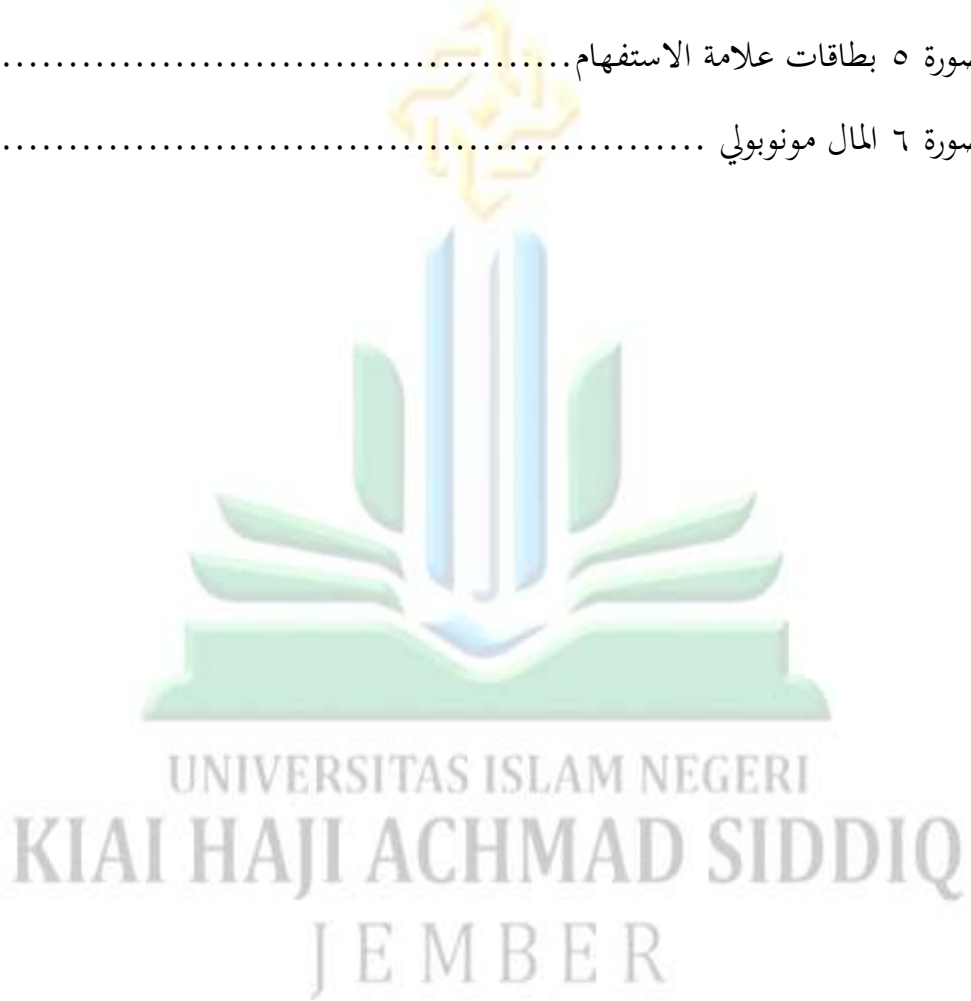 صورة ٥ بطاقات علامة الاستفهام............................................
صورة ٦ المال مونوبولي .....................................................
UNIVERSITAS ISLAM NEGERI
KIAI HAJI ACHMAD SIDDIQ
JEMBER